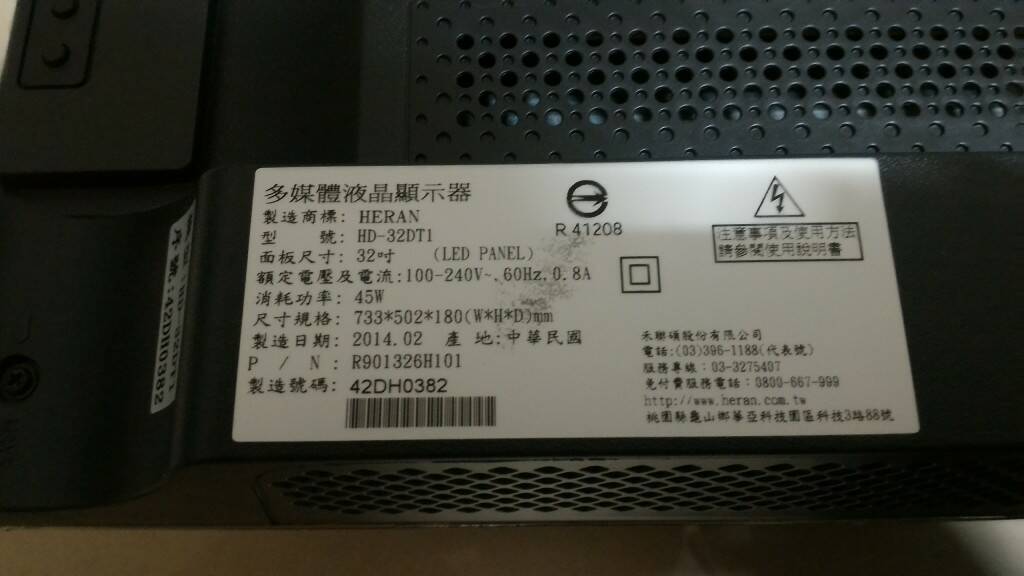 多媒體液晶顯示器
製造商標: HERAN
型 號: HD-32DT1
面板尺寸: 32吋 (LED PANEL)
額定電壓及電流:100-240V~, 60Hz, 0.8A
消耗功率: 45W
尺寸規格: 733*502*180(W*H*D)mm
製造日期: 2014.02 產 地:中華民國
P / N : R901326H101
製造號碼: 42DH0382
R 41208
注意事項及使用方法
請參閱使用說明書
禾聯碩股份有限公司
電話:(03)396-1188(代表號)
服務專線：03-3275407
免付費服務電話：0800-667-999
http://www.heran.com.tw
桃園縣龜山鄉華亞科技園區科技3路88號
序號:42DH0382